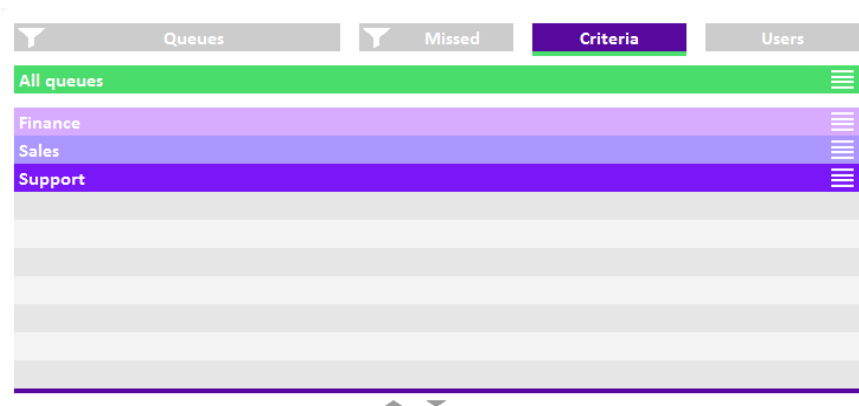 Queues Missed Criteria Users
All queues
Finance
Sales
Support